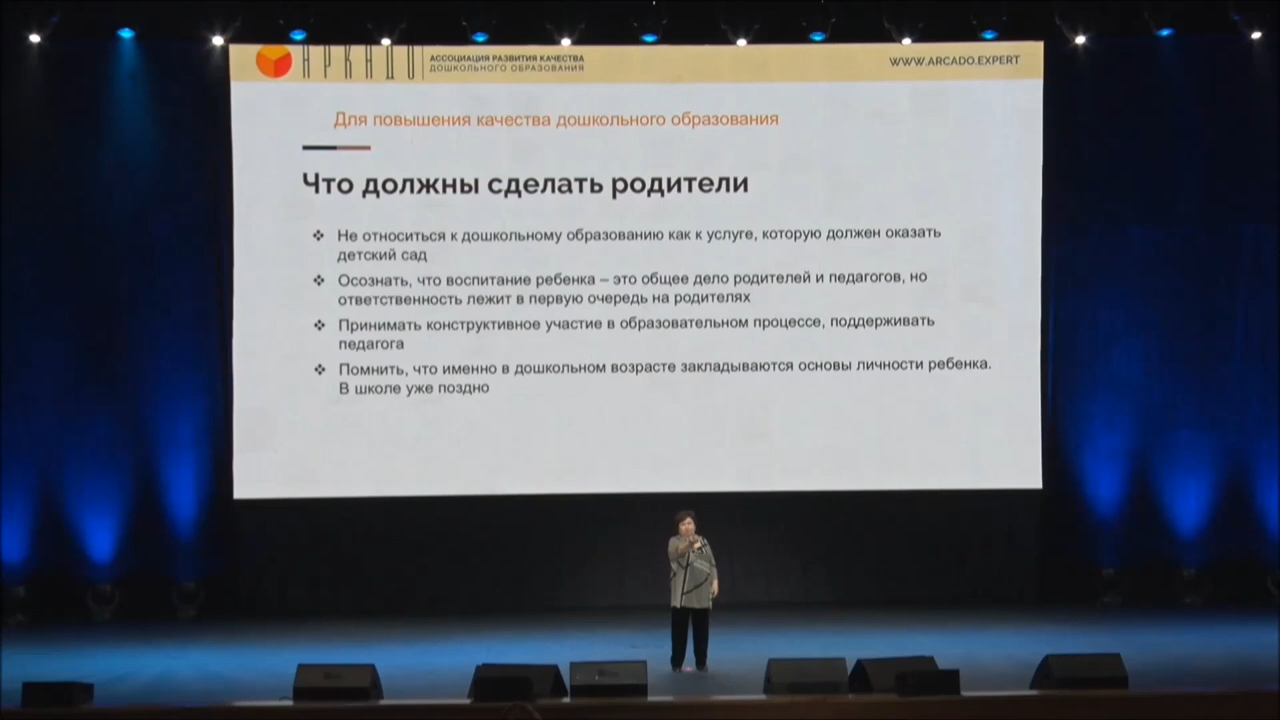 АРКАДО
АССОЦИАЦИЯ РАЗВИТИЯ КАЧЕСТВА
ДОШКОЛЬНОГО ОБРАЗОВАНИЯ
WWW.ARCADO.EXPERT
Для повышения качества дошкольного образования
Что должны сделать родители
❖ Не относиться к дошкольному образованию как к услуге, которую должен оказать
детский сад
❖ Осознать, что воспитание ребенка – это общее дело родителей и педагогов, но
ответственность лежит в первую очередь на родителях
❖ Принимать конструктивное участие в образовательном процессе, поддерживать
педагога
❖ Помнить, что именно в дошкольном возрасте закладываются основы личности ребенка.
В школе уже поздно